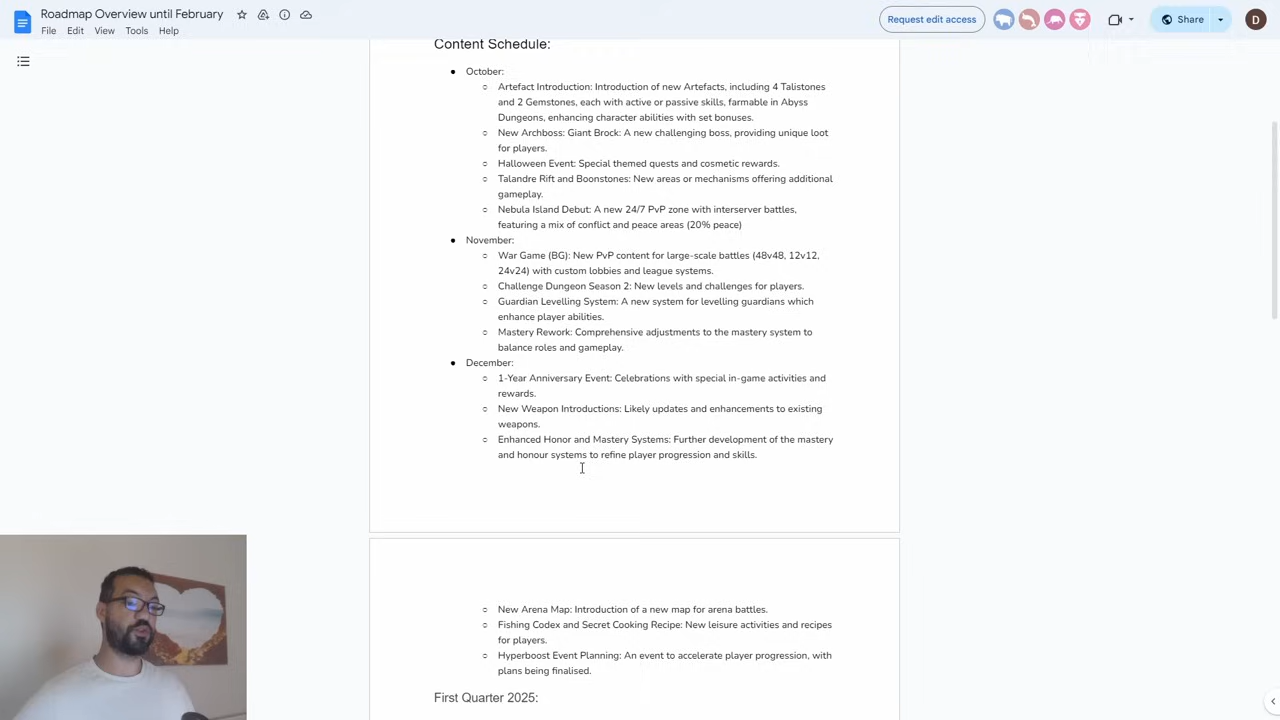 Roadmap Overview until February
File Edit View Tools Help
Request edit access
Share
D
Content Schedule:
● October:
○ Artefact Introduction: Introduction of new Artefacts, including 4 Talistones
and 2 Gemstones, each with active or passive skills, farmable in Abyss
Dungeons, enhancing character abilities with set bonuses.
○ New Archboss: Giant Brock: A new challenging boss, providing unique loot
for players.
○ Halloween Event: Special themed quests and cosmetic rewards.
○ Talandre Rift and Boonstones: New areas or mechanisms offering additional
gameplay.
○ Nebula Island Debut: A new 24/7 PvP zone with interserver battles,
featuring a mix of conflict and peace areas (20% peace)
● November:
○ War Game (BG): New PvP content for large-scale battles (48v48, 12v12,
24v24) with custom lobbies and league systems.
○ Challenge Dungeon Season 2: New levels and challenges for players.
○ Guardian Levelling System: A new system for levelling guardians which
enhance player abilities.
○ Mastery Rework: Comprehensive adjustments to the mastery system to
balance roles and gameplay.
● December:
○ 1-Year Anniversary Event: Celebrations with special in-game activities and
rewards.
○ New Weapon Introductions: Likely updates and enhancements to existing
weapons.
○ Enhanced Honor and Mastery Systems: Further development of the mastery
and honour systems to refine player progression and skills.
○ New Arena Map: Introduction of a new map for arena battles.
○ Fishing Codex and Secret Cooking Recipe: New leisure activities and recipes
for players.
○ Hyperboost Event Planning: An event to accelerate player progression, with
plans being finalised.
First Quarter 2025: